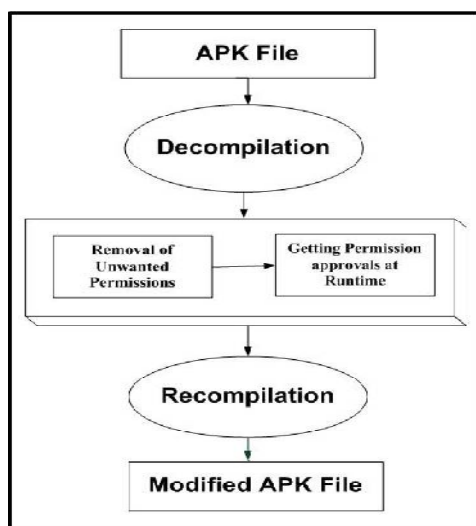 APK File
Decompilation
Removal of
Unwanted
Permissions
Getting Permission
approvals at
Runtime
Recompilation
Modified APK File